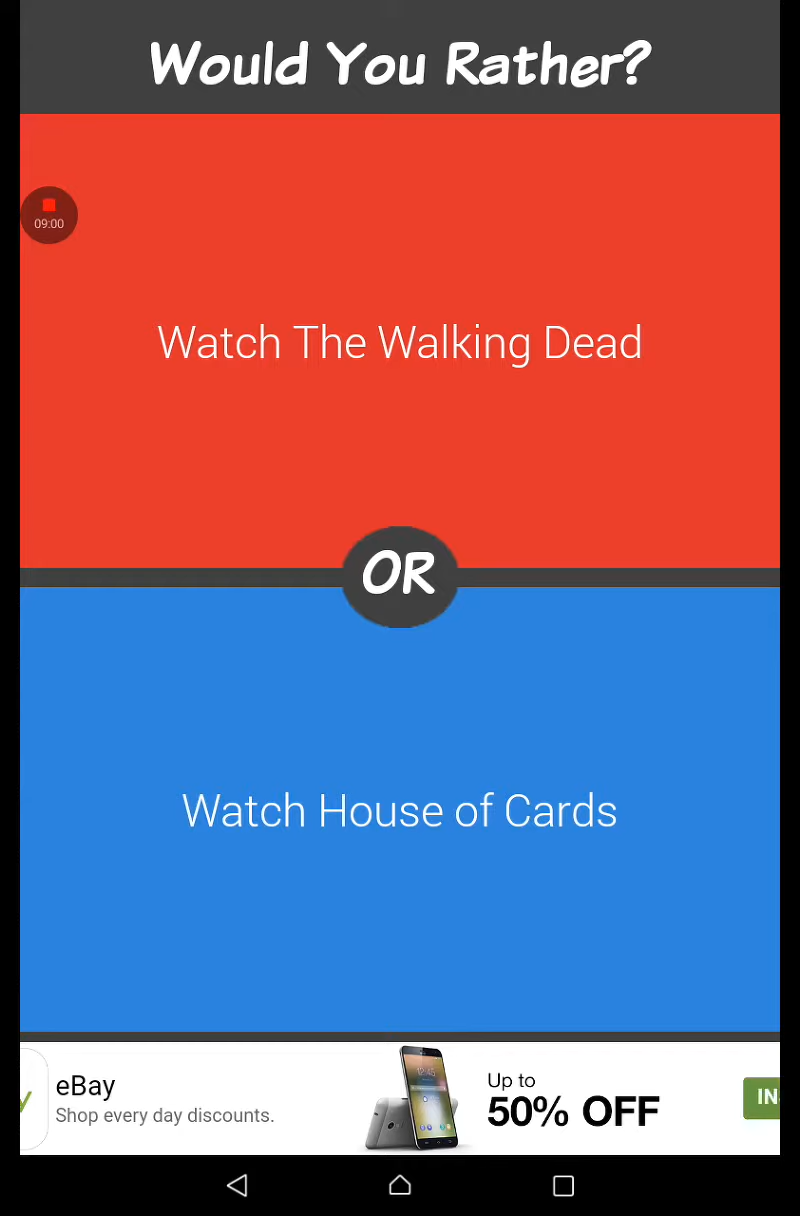 Would You Rather?
09:00
Watch The Walking Dead
OR
Watch House of Cards
eBay
Shop every day discounts.
Up to
50% OFF
IN